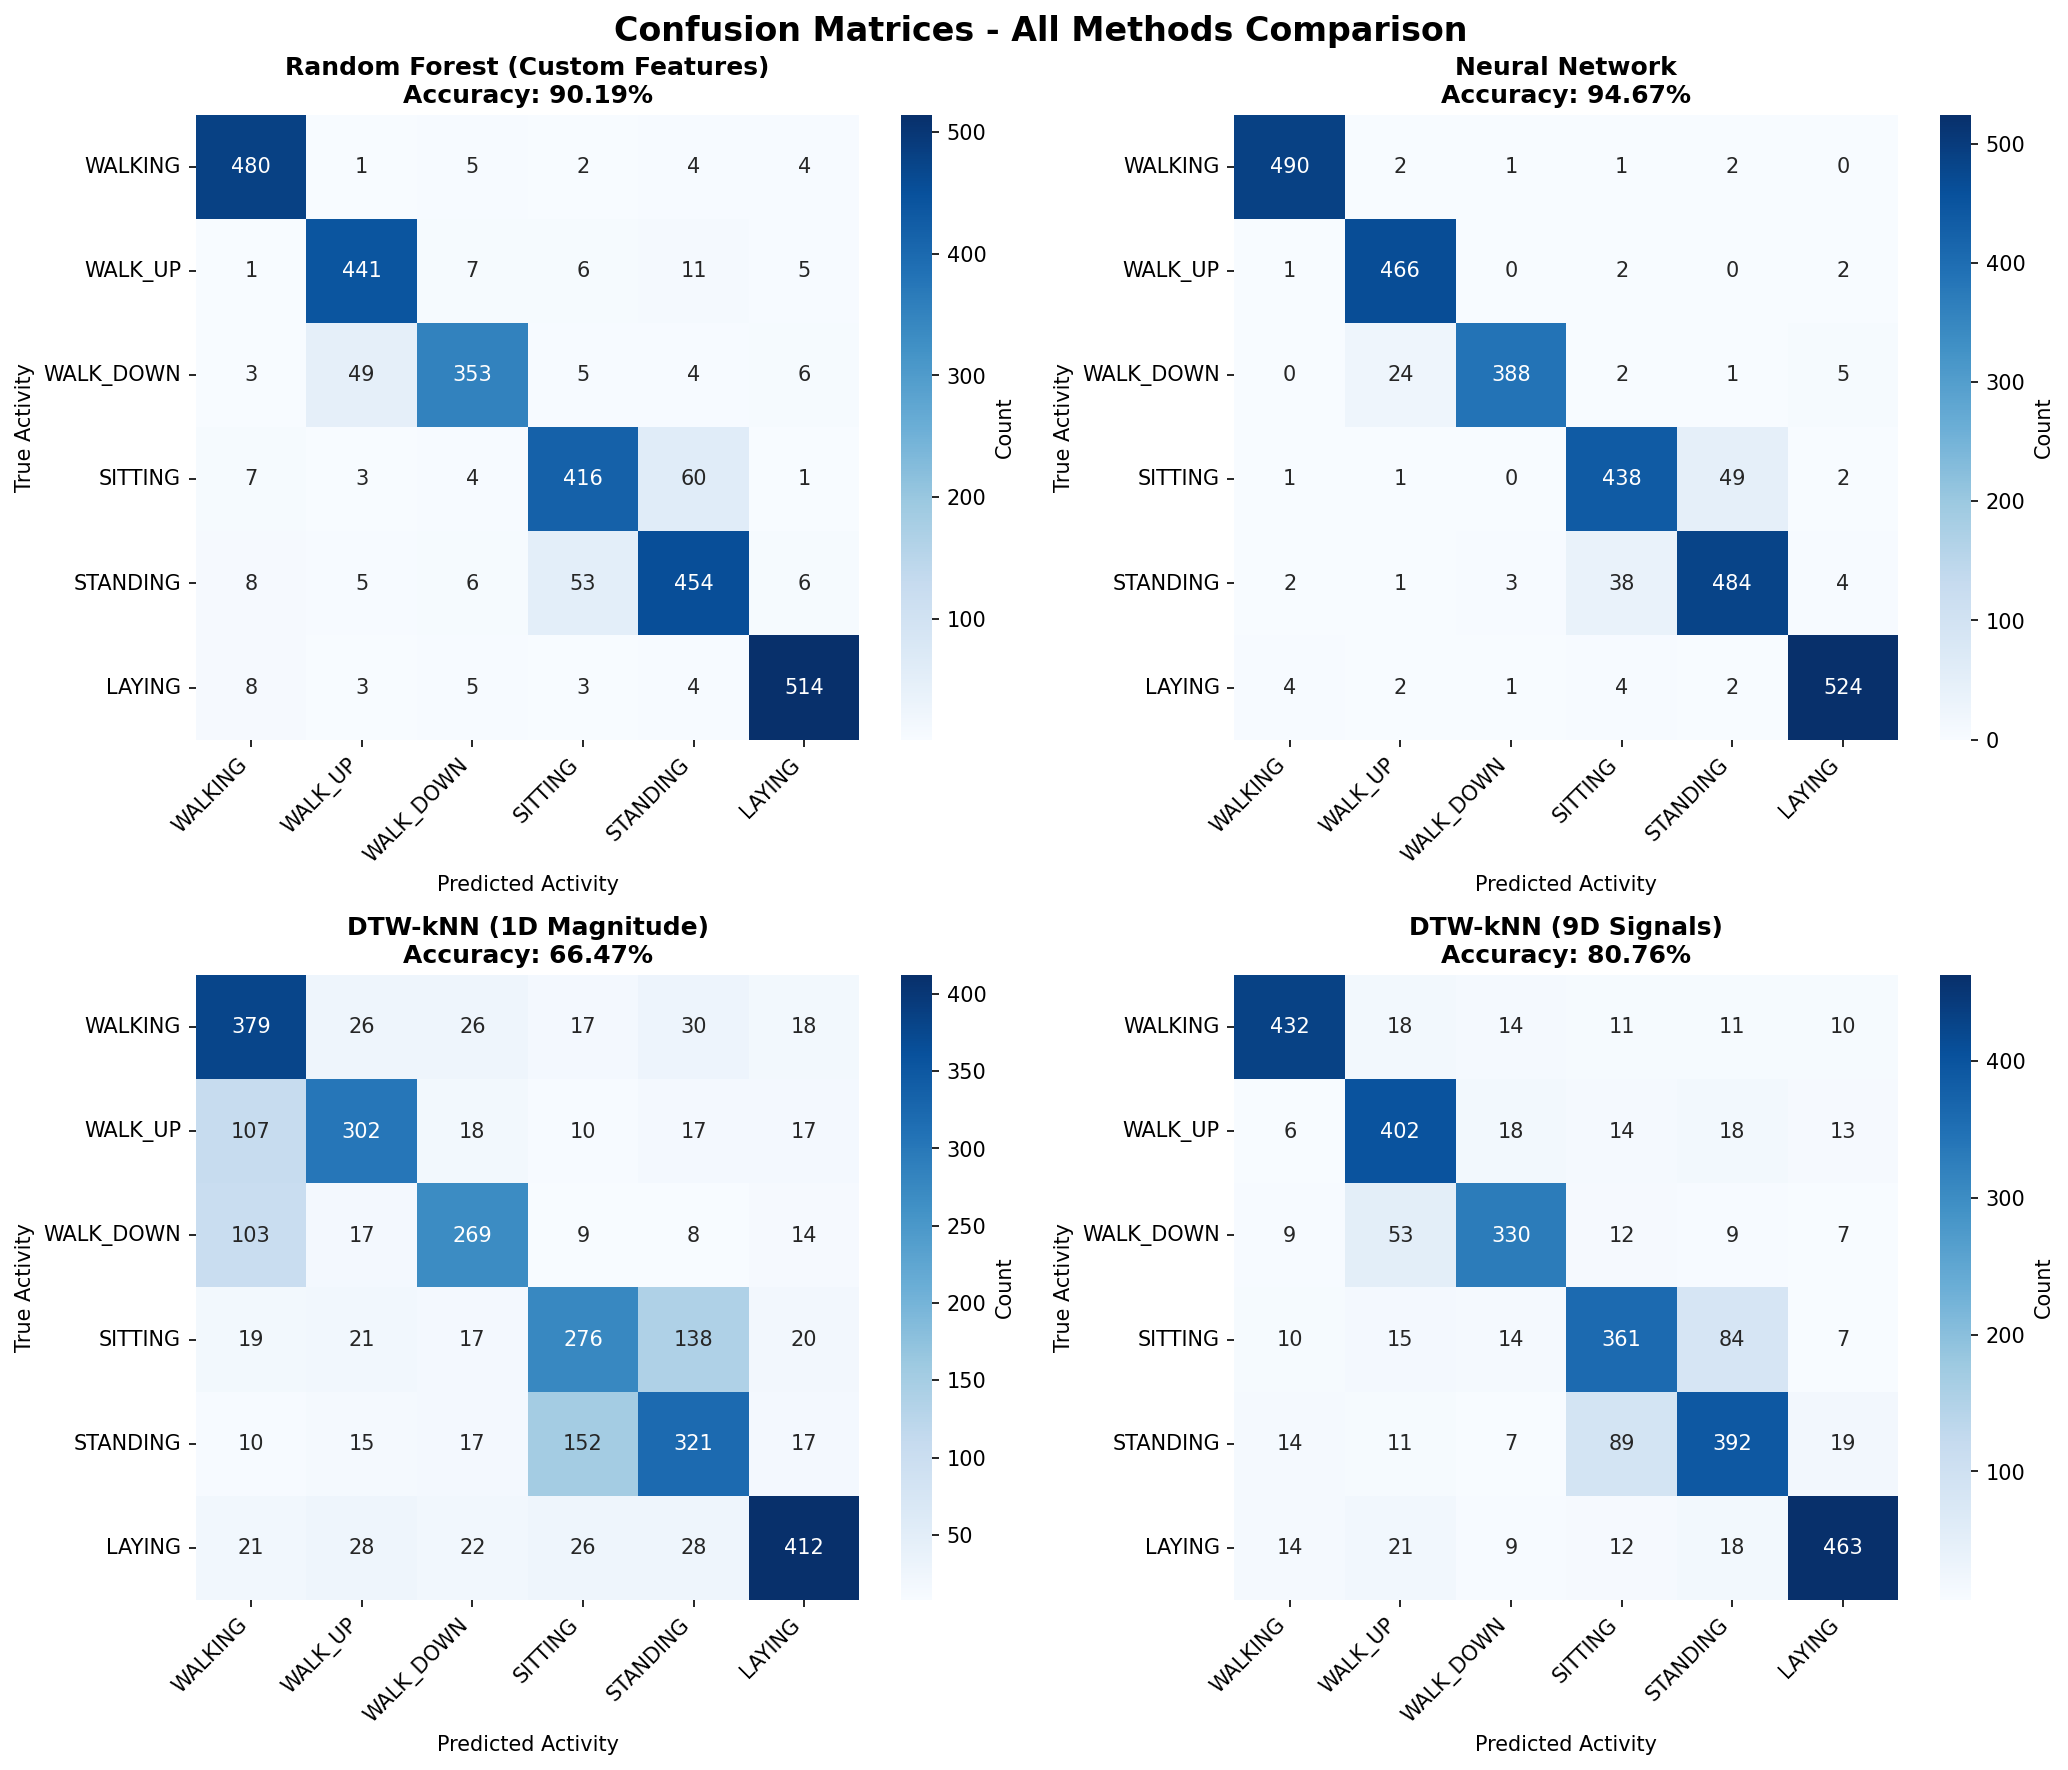 Confusion Matrices - All Methods Comparison
Random Forest (Custom Features)
Accuracy: 90.19%
True Activity
WALKING 480 1 5 2 4 4
WALK_UP 1 441 7 6 11 5
WALK_DOWN 3 49 353 5 4 6
SITTING 7 3 4 416 60 1
STANDING 8 5 6 53 454 6
LAYING 8 3 5 3 4 514
WALKING WALK_UP WALK_DOWN SITTING STANDING LAYING
Predicted Activity
500
400
300
200
100
Count
Neural Network
Accuracy: 94.67%
True Activity
WALKING 490 2 1 1 2 0
WALK_UP 1 466 0 2 0 2
WALK_DOWN 0 24 388 2 1 5
SITTING 1 1 0 438 49 2
STANDING 2 1 3 38 484 4
LAYING 4 2 1 4 2 524
WALKING WALK_UP WALK_DOWN SITTING STANDING LAYING
Predicted Activity
500
400
300
200
100
0
Count
DTW-kNN (1D Magnitude)
Accuracy: 66.47%
True Activity
WALKING 379 26 26 17 30 18
WALK_UP 107 302 18 10 17 17
WALK_DOWN 103 17 269 9 8 14
SITTING 19 21 17 276 138 20
STANDING 10 15 17 152 321 17
LAYING 21 28 22 26 28 412
WALKING WALK_UP WALK_DOWN SITTING STANDING LAYING
Predicted Activity
400
350
300
250
200
150
100
50
Count
DTW-kNN (9D Signals)
Accuracy: 80.76%
True Activity
WALKING 432 18 14 11 11 10
WALK_UP 6 402 18 14 18 13
WALK_DOWN 9 53 330 12 9 7
SITTING 10 15 14 361 84 7
STANDING 14 11 7 89 392 19
LAYING 14 21 9 12 18 463
WALKING WALK_UP WALK_DOWN SITTING STANDING LAYING
Predicted Activity
400
300
200
100
Count